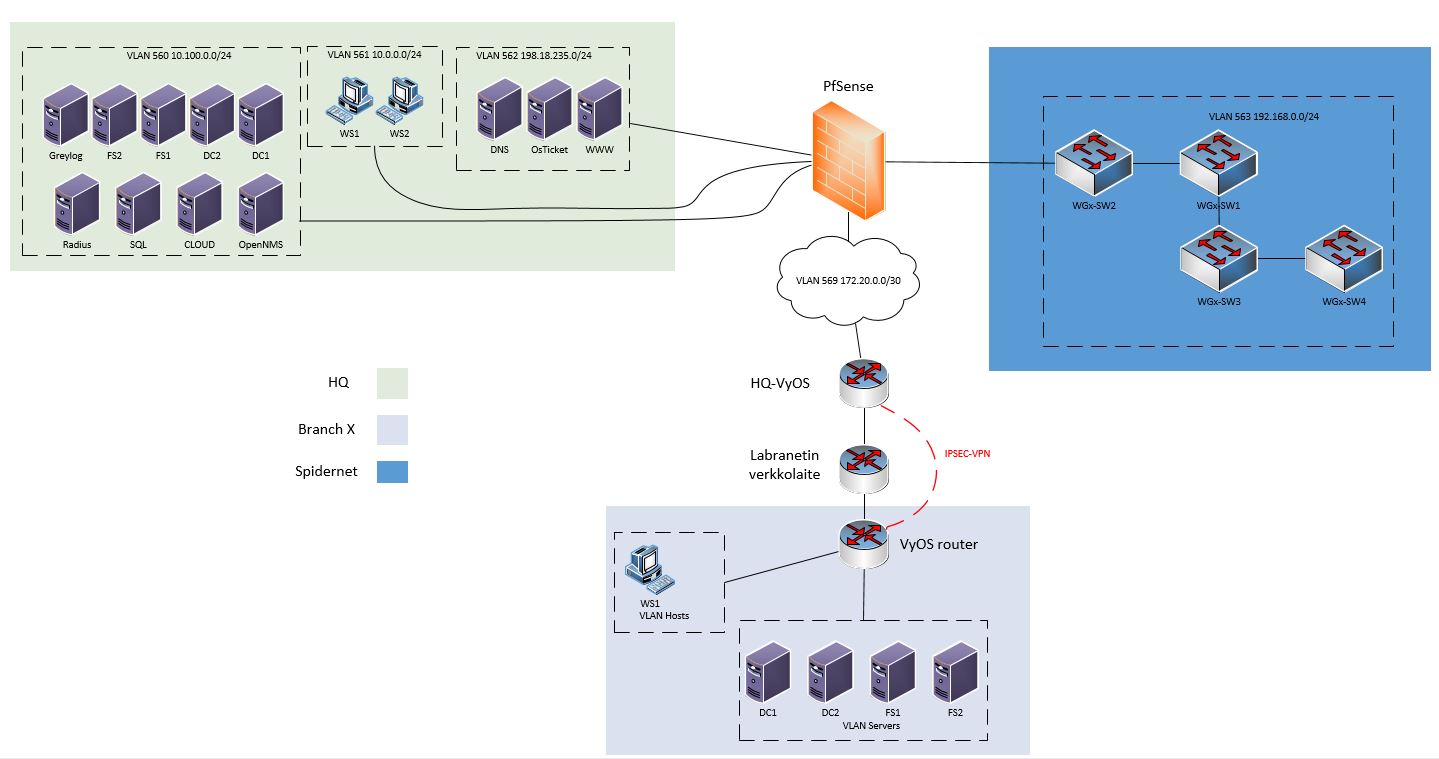 VLAN 560 10.100.0.0/24
Greylog FS2 FS1 DC2 DC1
Radius SQL CLOUD OpenNMS
VLAN 561 10.0.0.0/24
WS1 WS2
VLAN 562 198.18.235.0/24
DNS OsTicket WWW
PfSense
VLAN 563 192.168.0.0/24
WGx-SW2 WGx-SW1
WGx-SW3 WGx-SW4
VLAN 569 172.20.0.0/30
HQ
Branch X
Spidernet
HQ-VyOS
Labranetin
verkkolaite
IPSEC-VPN
VyOS router
WS1
VLAN Hosts
DC1 DC2 FS1 FS2
VLAN Servers